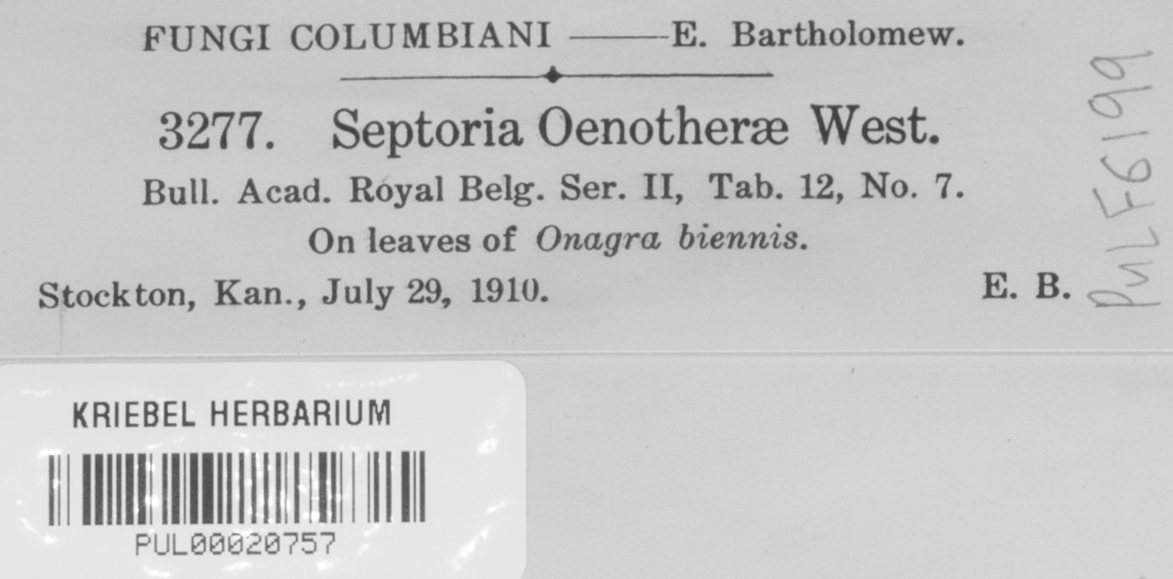 FUNGI COLUMBIANI —— E. Bartholomew.
3277. Septoria Oenotheræ West.
Bull. Acad. Royal Belg. Ser. II, Tab. 12, No. 7.
On leaves of Onagra biennis.
Stockton, Kan., July 29, 1910. E. B.
PUL F6199
KRIEBEL HERBARIUM
PUL00020757